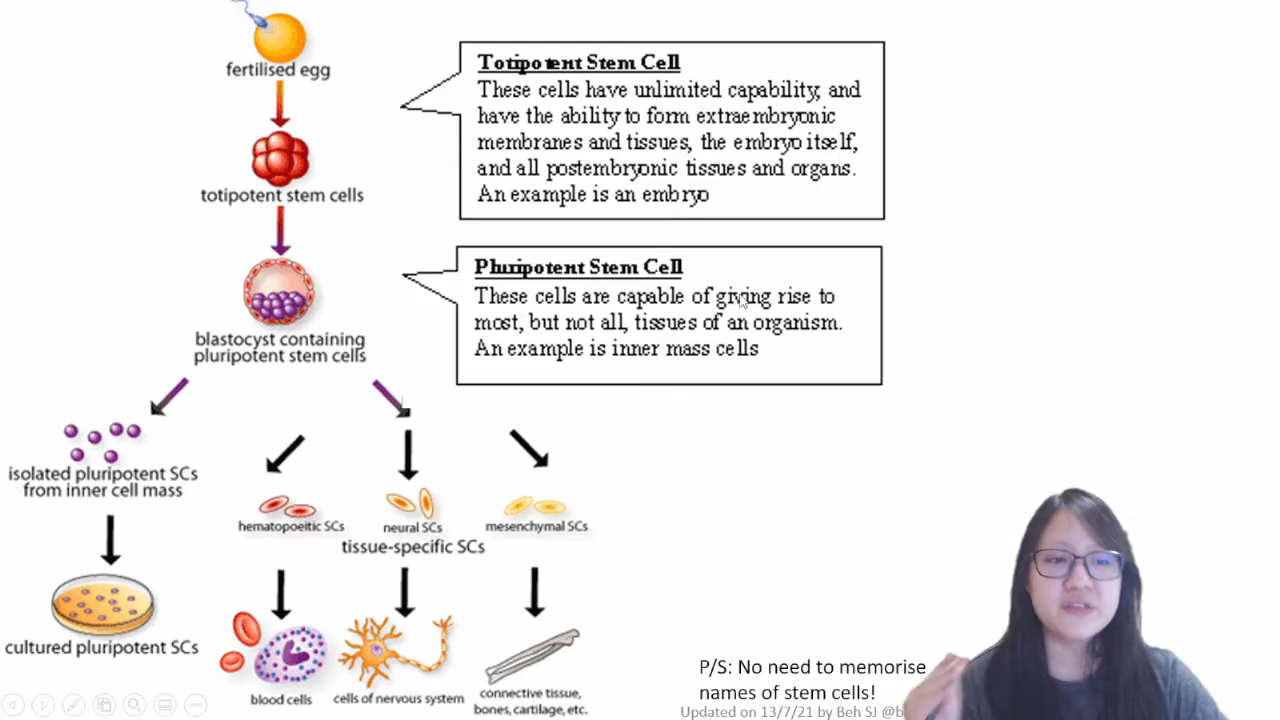 fertilised egg
totipotent stem cells
blastocyst containing
pluripotent stem cells
isolated pluripotent SCs
from inner cell mass
cultured pluripotent SCs
hematopoeitic SCs
neural SCs
mesenchymal SCs
tissue-specific SCs
blood cells
cells of nervous system
connective tissue,
bones, cartilage, etc.
Totipotent Stem Cell
These cells have unlimited capability, and
have the ability to form extraembryonic
membranes and tissues, the embryo itself,
and all postembryonic tissues and organs.
An example is an embryo
Pluripotent Stem Cell
These cells are capable of giving rise to
most, but not all, tissues of an organism.
An example is inner mass cells
P/S: No need to memorise
names of stem cells!
Updated on 13/7/21 by Beh SJ